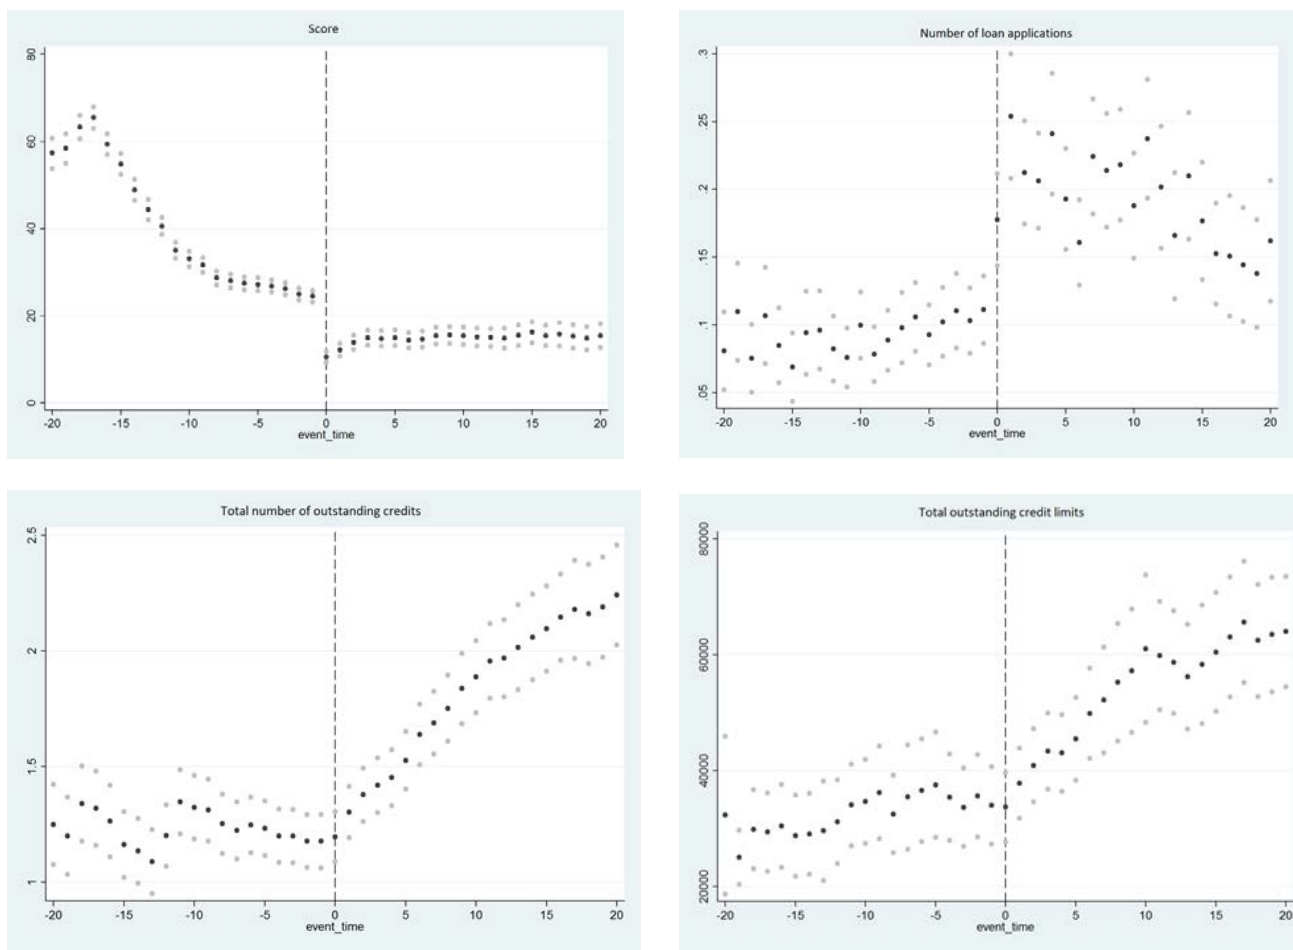 Score
80
60
40
20
0
-20 -15 -10 -5 0 5 10 15 20
event_time
Number of loan applications
.3
.25
.2
.15
.1
.05
-20 -15 -10 -5 0 5 10 15 20
event_time
Total number of outstanding credits
2.5
2
1.5
1
-20 -15 -10 -5 0 5 10 15 20
event_time
Total outstanding credit limits
80000
60000
40000
20000
-20 -15 -10 -5 0 5 10 15 20
event_time